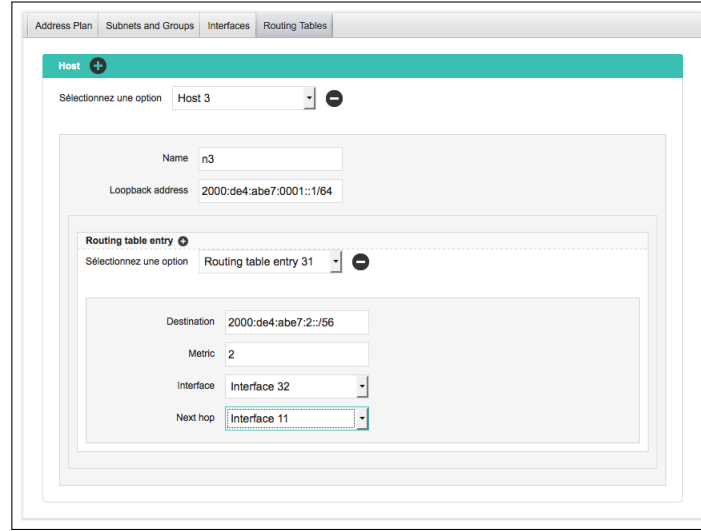 Address Plan Subnets and Groups Interfaces Routing Tables
Host
Sélectionnez une option Host 3
Name n3
Loopback address 2000:de4:abe7:0001::1/64
Routing table entry
Sélectionnez une option Routing table entry 31
Destination 2000:de4:abe7:2::/56
Metric 2
Interface Interface 32
Next hop Interface 11